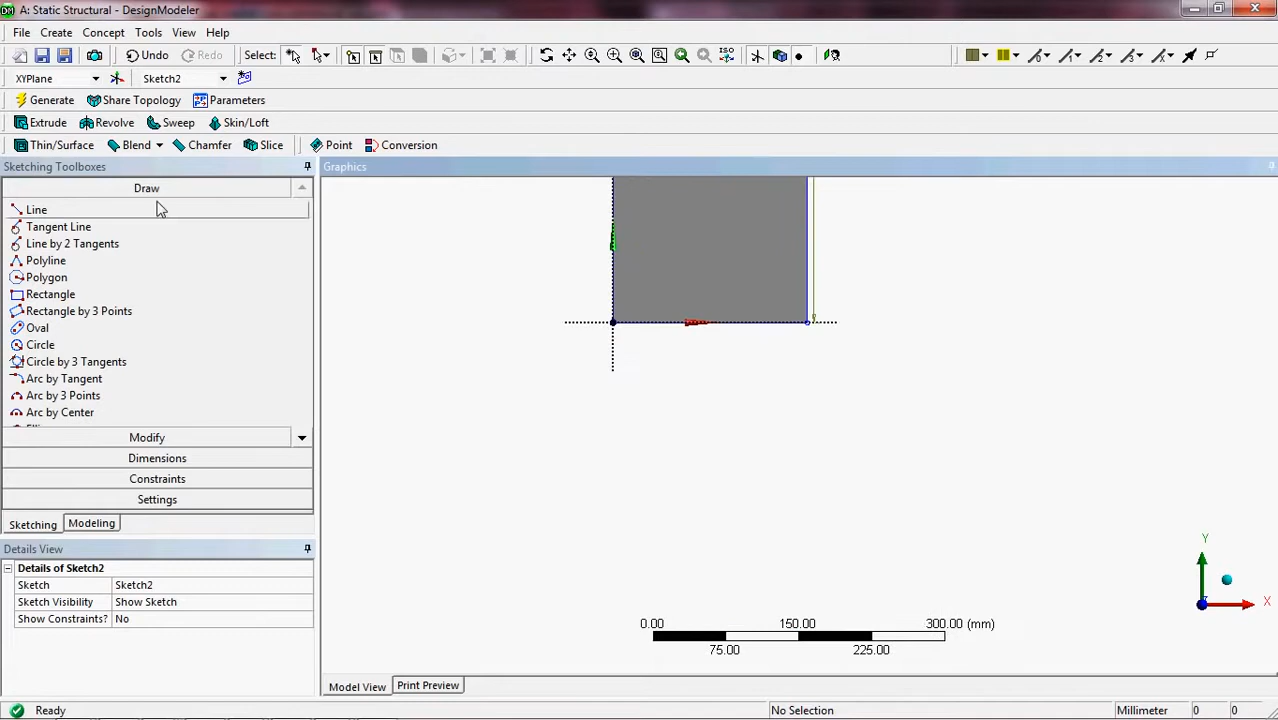 A: Static Structural - DesignModeler
File Create Concept Tools View Help
Undo Redo Select: ISO
XYPlane Sketch2
Generate Share Topology Parameters
Extrude Revolve Sweep Skin/Loft
Thin/Surface Blend Chamfer Slice Point Conversion
Sketching Toolboxes
Draw
Line
Tangent Line
Line by 2 Tangents
Polyline
Polygon
Rectangle
Rectangle by 3 Points
Oval
Circle
Circle by 3 Tangents
Arc by Tangent
Arc by 3 Points
Arc by Center
Modify
Dimensions
Constraints
Settings
Sketching Modeling
Details View
Details of Sketch2
Sketch Sketch2
Sketch Visibility Show Sketch
Show Constraints? No
Graphics
Y
X
0.00 150.00 300.00 (mm)
75.00 225.00
Model View Print Preview
Ready No Selection Millimeter 0 0